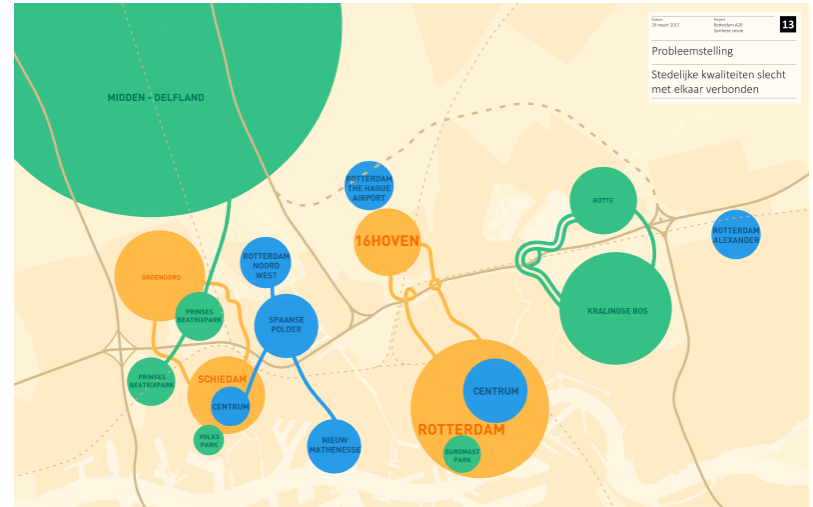 Datum
29 maart 2017
Project
Rotterdam A20
Synthese sessie
13
Probleemstelling
Stedelijke kwaliteiten slecht
met elkaar verbonden
MIDDEN - DELFLAND
ROTTERDAM
THE HAGUE
AIRPORT
ROTTE
ROTTERDAM
ALEXANDER
16HOVEN
ROTTERDAM
NOORD
WEST
GROENOORD
PRINSES
BEATRIXPARK
SPAANSE
POLDER
KRALINGSE BOS
PRINSES
BEATRIXPARK
SCHIEDAM
CENTRUM
CENTRUM
ROTTERDAM
VOLKS
PARK
NIEUW
MATHENESSE
EUROMAST
PARK